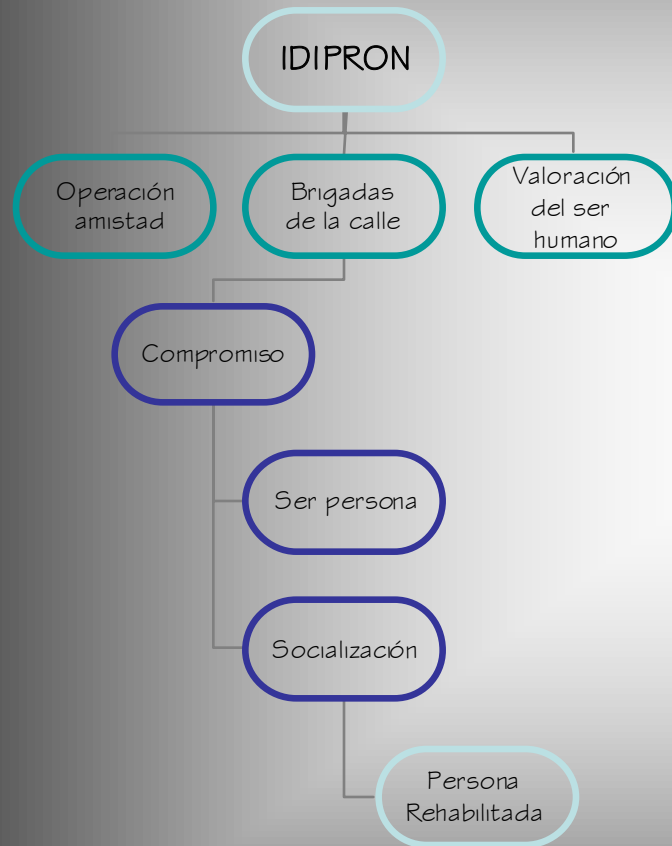 IDIPRON
Operación
amistad
Brigadas
de la calle
Valoración
del ser
humano
Compromiso
Ser persona
Socialización
Persona
Rehabilitada